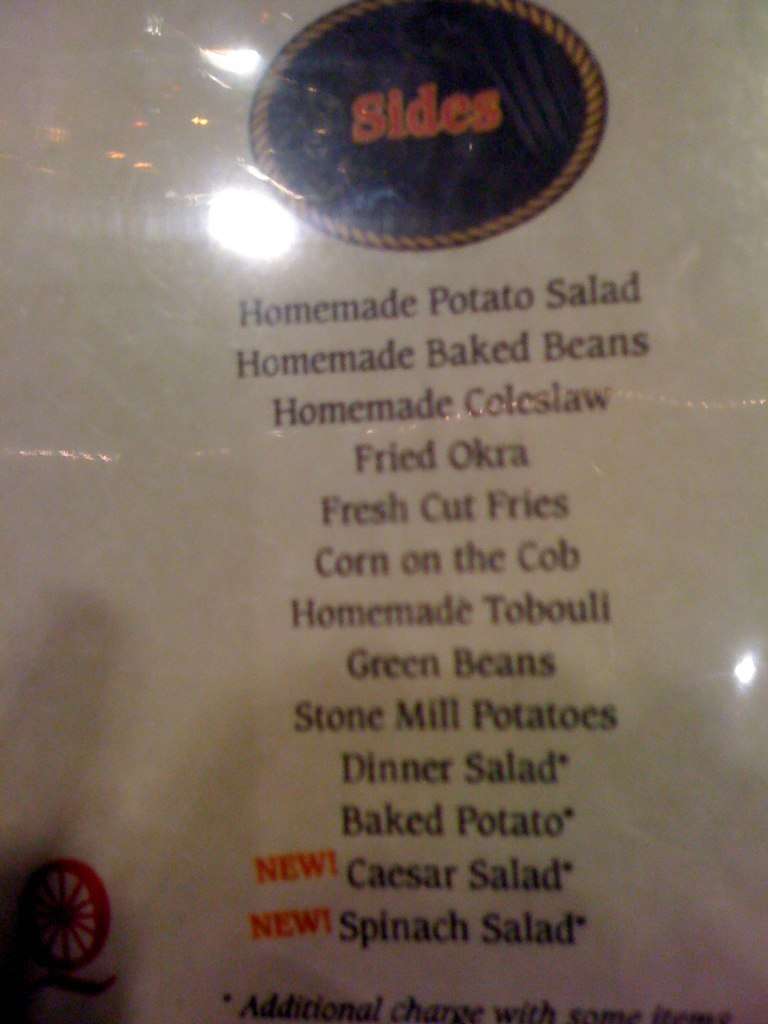 Sides
Homemade Potato Salad
Homemade Baked Beans
Homemade Coleslaw
Fried Okra
Fresh Cut Fries
Corn on the Cob
Homemade Tobouli
Green Beans
Stone Mill Potatoes
Dinner Salad*
Baked Potato*
NEW! Caesar Salad*
NEW! Spinach Salad*
* Additional charge with some items